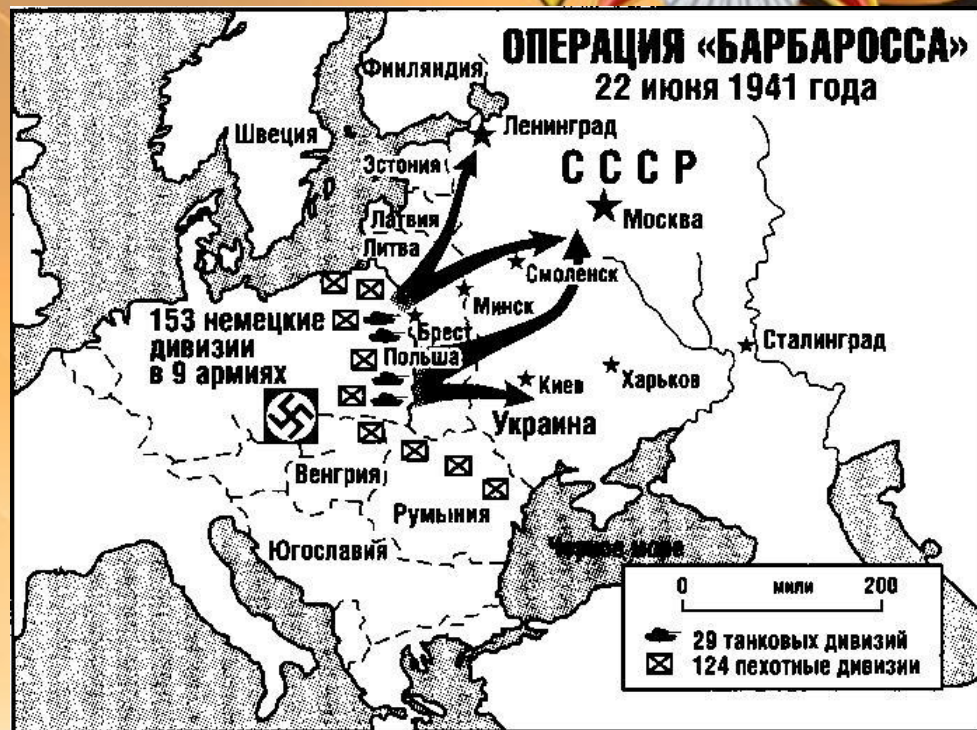 ОПЕРАЦИЯ «БАРБАРОССА»
22 июня 1941 года
Финляндия
Швеция
Ленинград
Эстония
СССР
Москва
Латвия
Литва
Смоленск
Минск
153 немецкие
дивизии
в 9 армиях
Брест
Польша
Сталинград
Киев
Харьков
Украина
Венгрия
Румыния
Югославия
Черное море
0 мили 200
29 танковых дивизий
124 пехотные дивизии